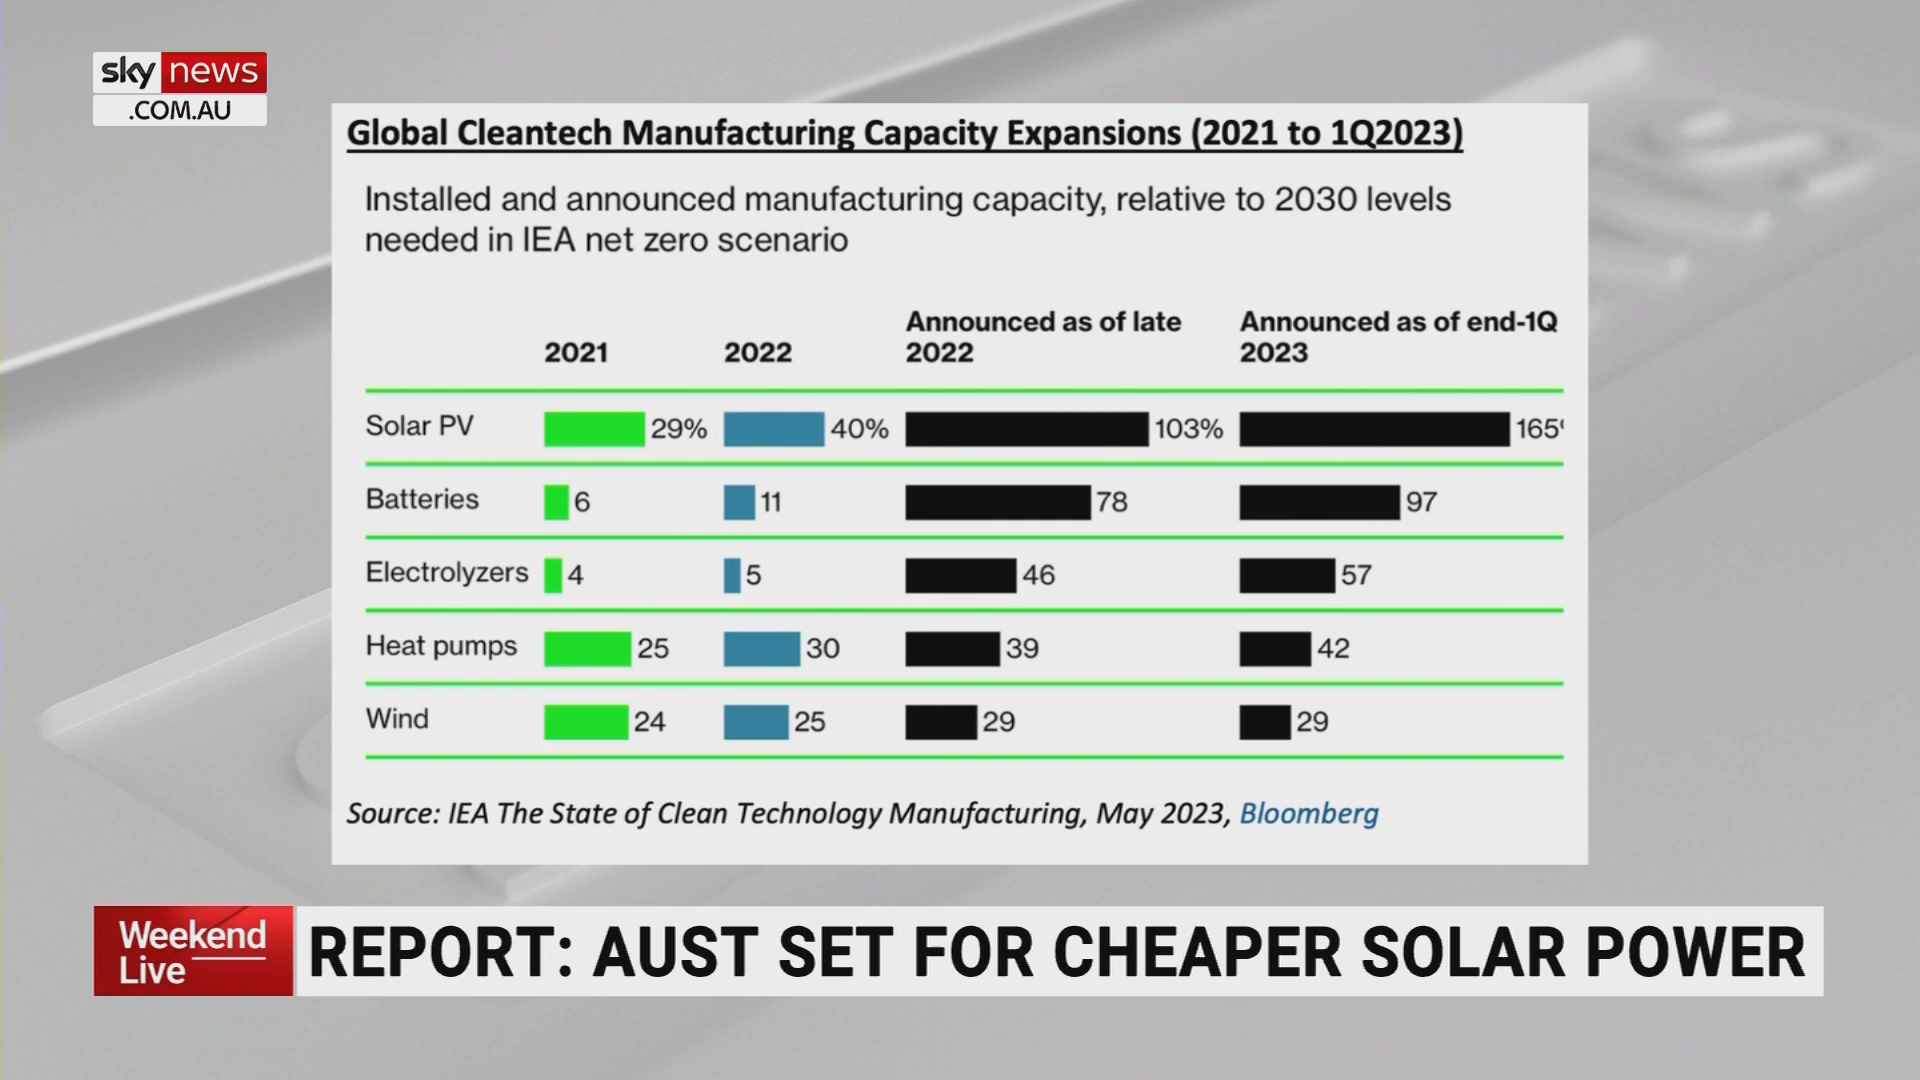 sky news
.COM.AU
Global Cleantech Manufacturing Capacity Expansions (2021 to 1Q2023)
Installed and announced manufacturing capacity, relative to 2030 levels
needed in IEA net zero scenario
2021 2022 Announced as of late 2022 Announced as of end-1Q 2023
Solar PV 29% 40% 103% 165
Batteries 6 11 78 97
Electrolyzers 4 5 46 57
Heat pumps 25 30 39 42
Wind 24 25 29 29
Source: IEA The State of Clean Technology Manufacturing, May 2023, Bloomberg
Weekend
Live
REPORT: AUST SET FOR CHEAPER SOLAR POWER